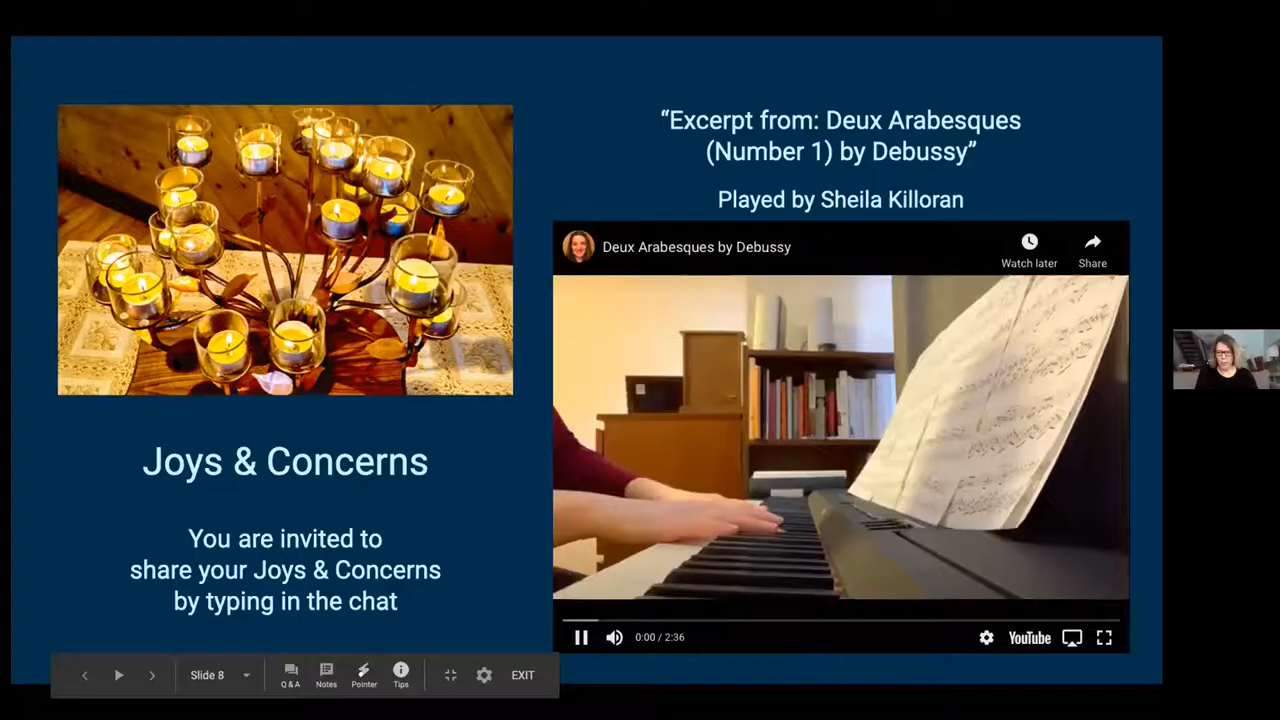 “Excerpt from: Deux Arabesques
(Number 1) by Debussy”
Played by Sheila Killoran
Deux Arabesques by Debussy
Watch later
Share
Joys & Concerns
You are invited to
share your Joys & Concerns
by typing in the chat
0:00 / 2:36
YouTube
Slide 8
Q & A
Notes
Pointer
Tips
EXIT